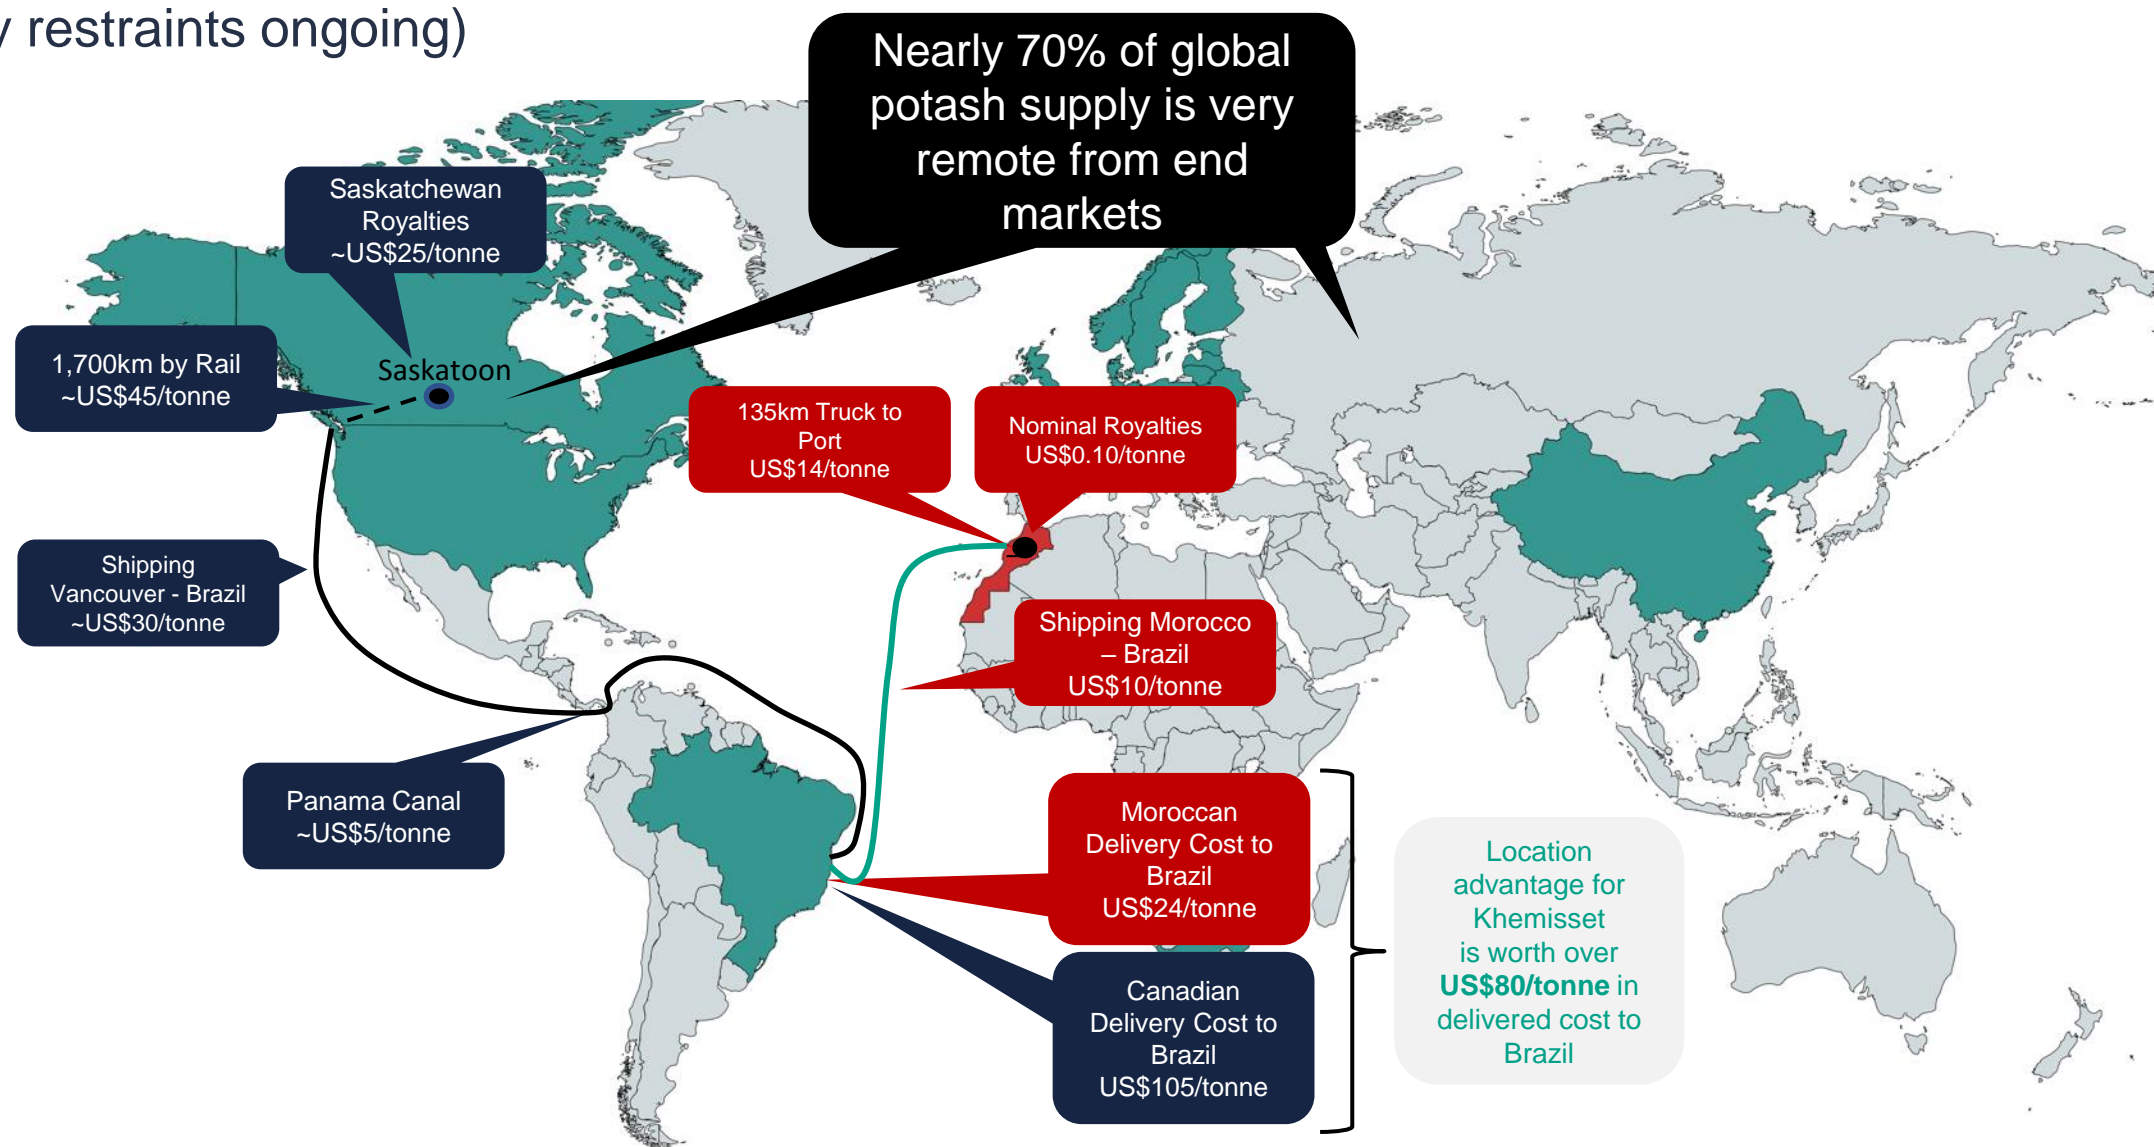 y restraints ongoing)
Nearly 70% of global
potash supply is very
remote from end
markets
Saskatchewan
Royalties
~US$25/tonne
1,700km by Rail
~US$45/tonne
Saskatoon
135km Truck to
Port
US$14/tonne
Nominal Royalties
US$0.10/tonne
Shipping
Vancouver - Brazil
~US$30/tonne
Shipping Morocco
– Brazil
US$10/tonne
Panama Canal
~US$5/tonne
Moroccan
Delivery Cost to
Brazil
US$24/tonne
Canadian
Delivery Cost to
Brazil
US$105/tonne
Location
advantage for
Khemisset
is worth over
US$80/tonne in
delivered cost to
Brazil